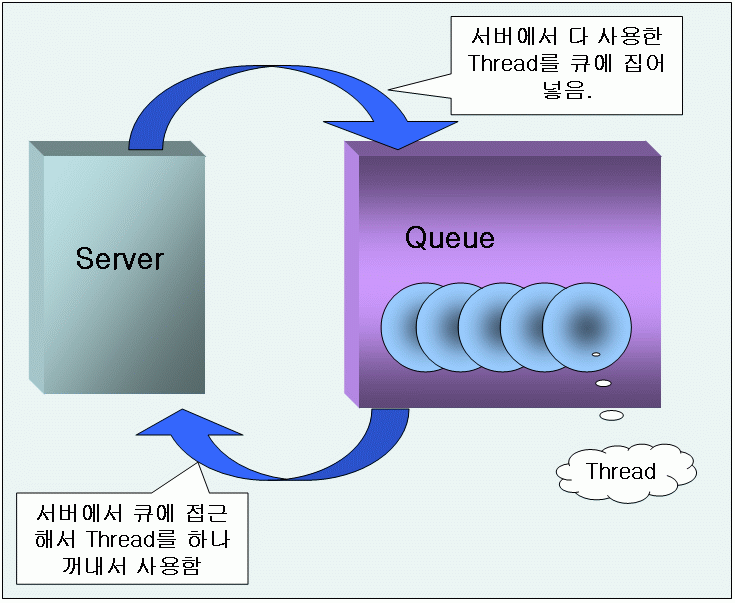 서버에서 다 사용한
Thread를 큐에 집어
넣음.
Server
Queue
Thread
서버에서 큐에 접근
해서 Thread를 하나
꺼내서 사용함